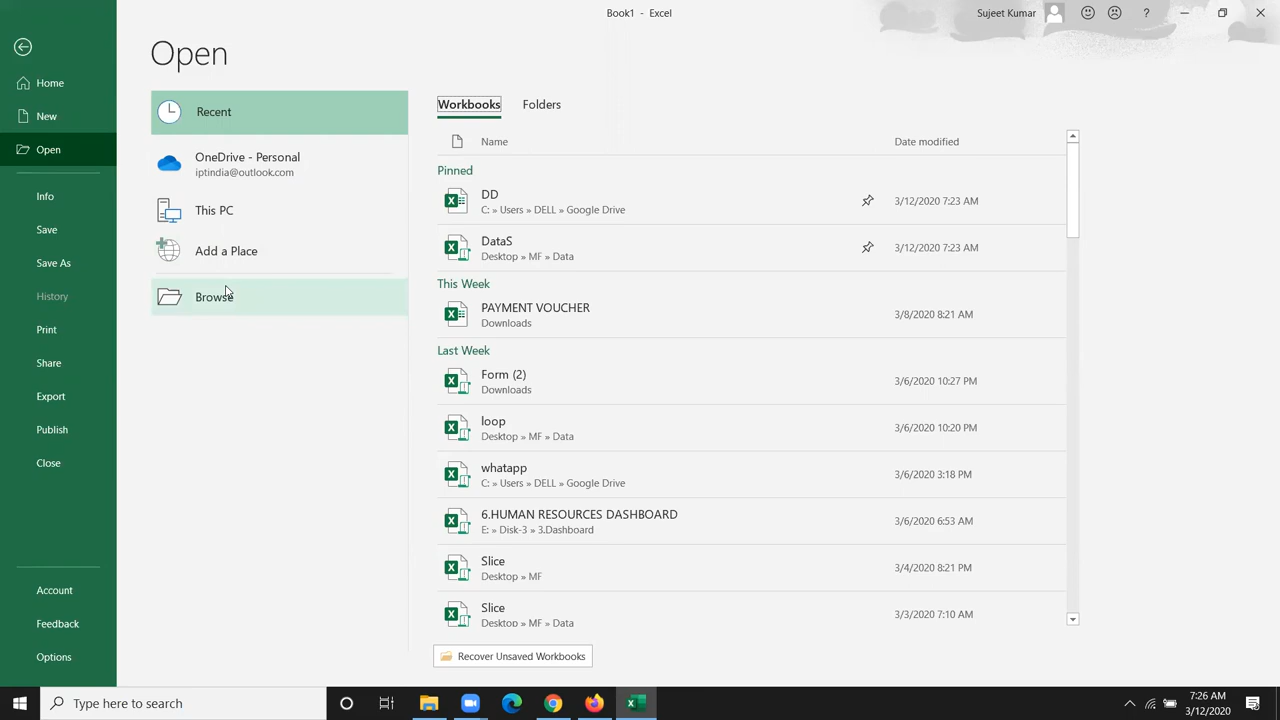 Book1 - Excel
Sujeet Kumar
?
Open
Home
New
Open
Info
Save
Save As
History
Print
Share
Export
Publish
Close
Account
Feedback
Options
Recent
OneDrive - Personal
iptindia@outlook.com
This PC
Add a Place
Browse
Workbooks Folders
Name Date modified
Pinned
DD
C: » Users » DELL » Google Drive
3/12/2020 7:23 AM
DataS
Desktop » MF » Data
3/12/2020 7:23 AM
This Week
PAYMENT VOUCHER
Downloads
3/8/2020 8:21 AM
Last Week
Form (2)
Downloads
3/6/2020 10:27 PM
loop
Desktop » MF » Data
3/6/2020 10:20 PM
whatapp
C: » Users » DELL » Google Drive
3/6/2020 3:18 PM
6.HUMAN RESOURCES DASHBOARD
E: » Disk-3 » 3.Dashboard
3/6/2020 6:53 AM
Slice
Desktop » MF
3/4/2020 8:21 PM
Slice
Desktop » MF » Data
3/3/2020 7:10 AM
Recover Unsaved Workbooks
Type here to search
7:26 AM
3/12/2020